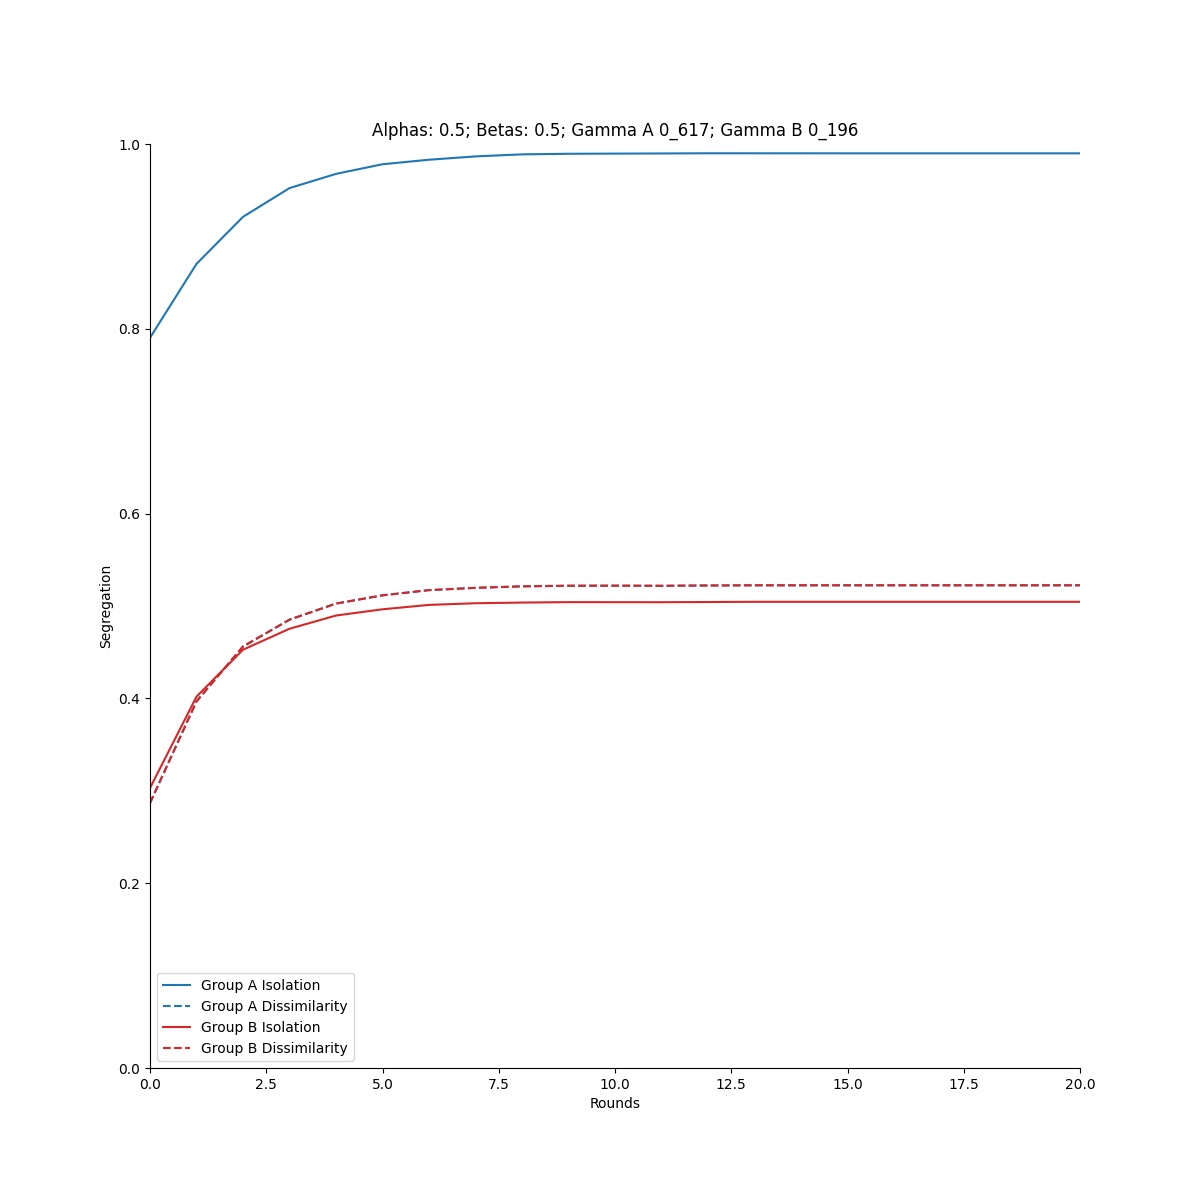 Alphas: 0.5; Betas: 0.5; Gamma A 0_617; Gamma B 0_196
1.0
0.8
0.6
0.4
0.2
0.0
Segregation
Group A Isolation
Group A Dissimilarity
Group B Isolation
Group B Dissimilarity
0.0 2.5 5.0 7.5 10.0 12.5 15.0 17.5 20.0
Rounds